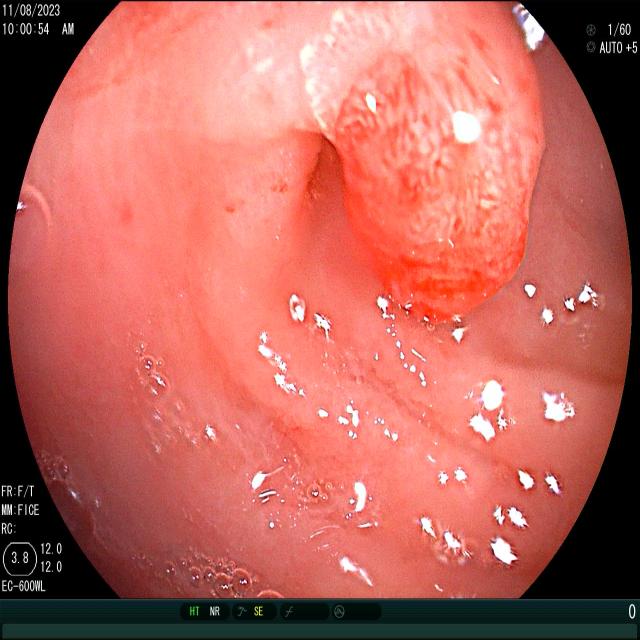 11/08/2023
10:00:54 AM
1/60
AUTO +5
FR:F/T
MM:FICE
RC:
3.8 12.0
12.0
EC-600WL
HT NR SE
0